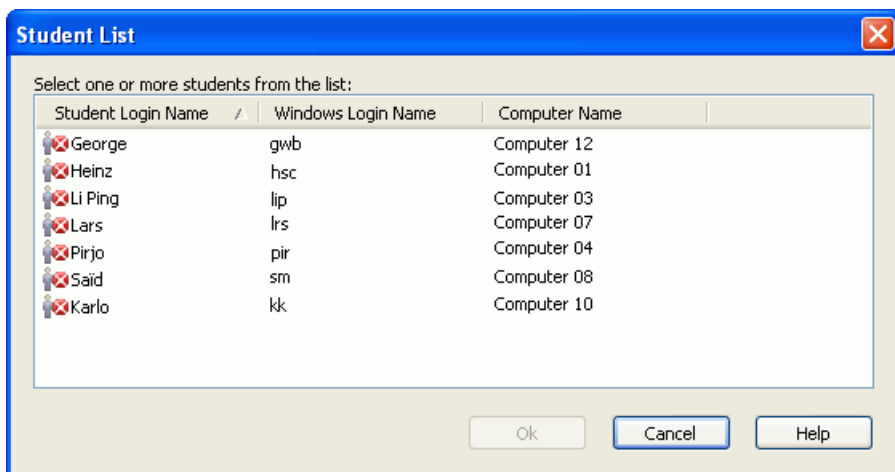 Student List
Select one or more students from the list:
Student Login Name Windows Login Name Computer Name
George gwb Computer 12
Heinz hsc Computer 01
Li Ping lip Computer 03
Lars lrs Computer 07
Pirjo pir Computer 04
Saïd sm Computer 08
Karlo kk Computer 10
Ok Cancel Help